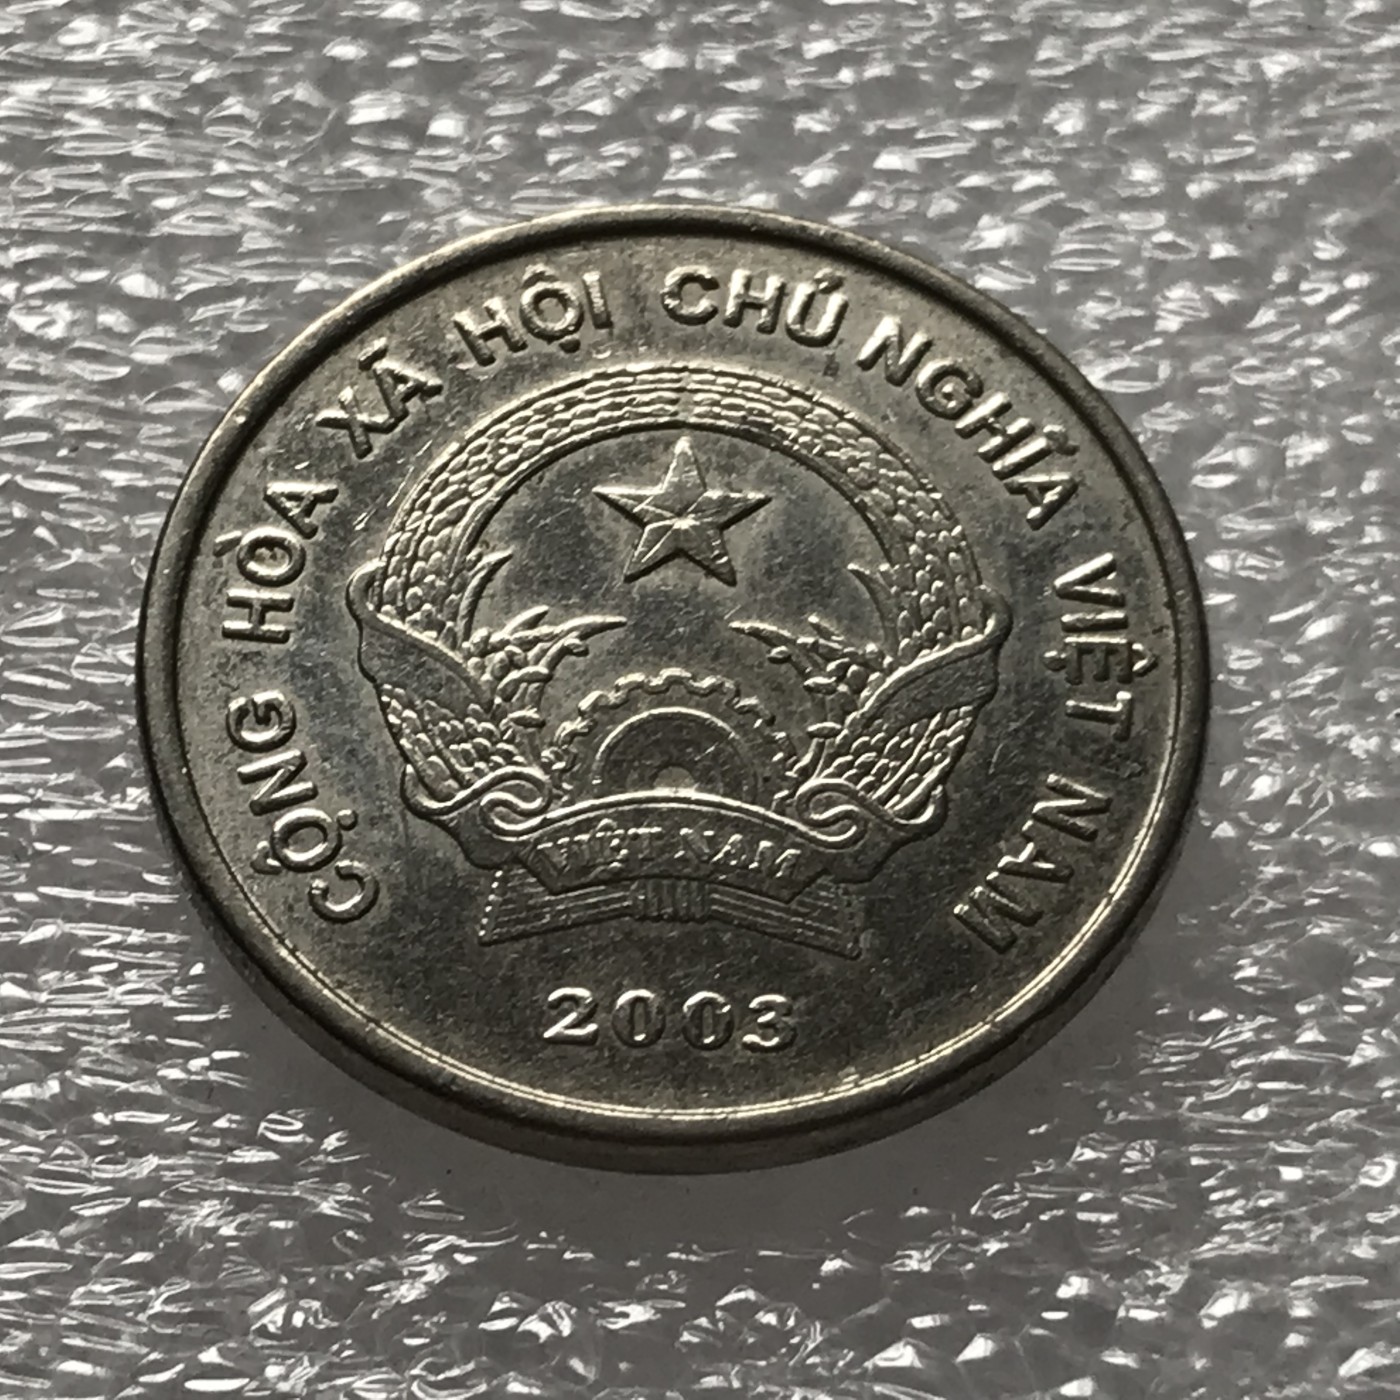 CỘNG HÒA XÃ HỘI CHỦ NGHĨA VIỆT NAM
VIỆT NAM
2003